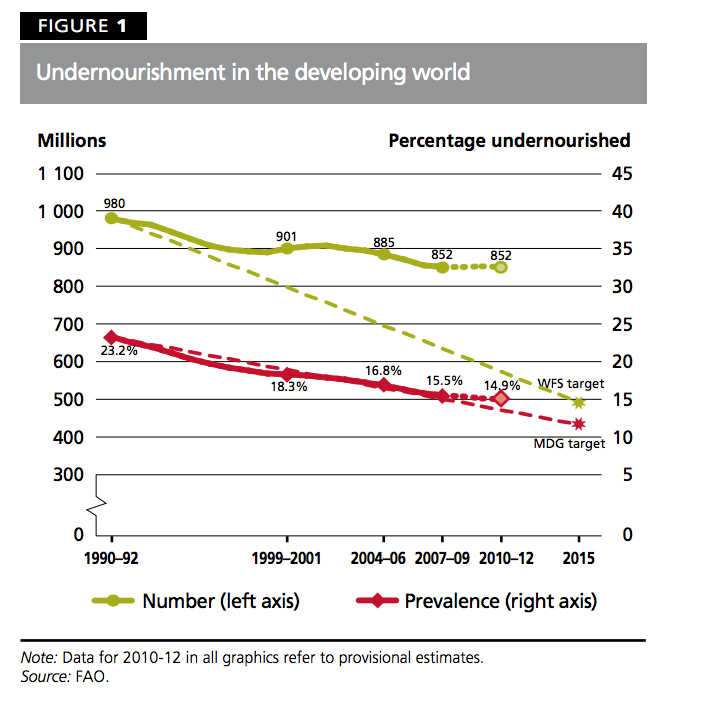 FIGURE 1
Undernourishment in the developing world
Millions Percentage undernourished
1 100 45
980
1 000 40
901 885 852 852
900 35
800 30
700 25
23.2%
600 20
18.3% 16.8% 15.5% 14.9% WFS target
500 15
400 10
MDG target
300 5
0 0
1990–92 1999–2001 2004–06 2007–09 2010–12 2015
Number (left axis) Prevalence (right axis)
Note: Data for 2010-12 in all graphics refer to provisional estimates.
Source: FAO.